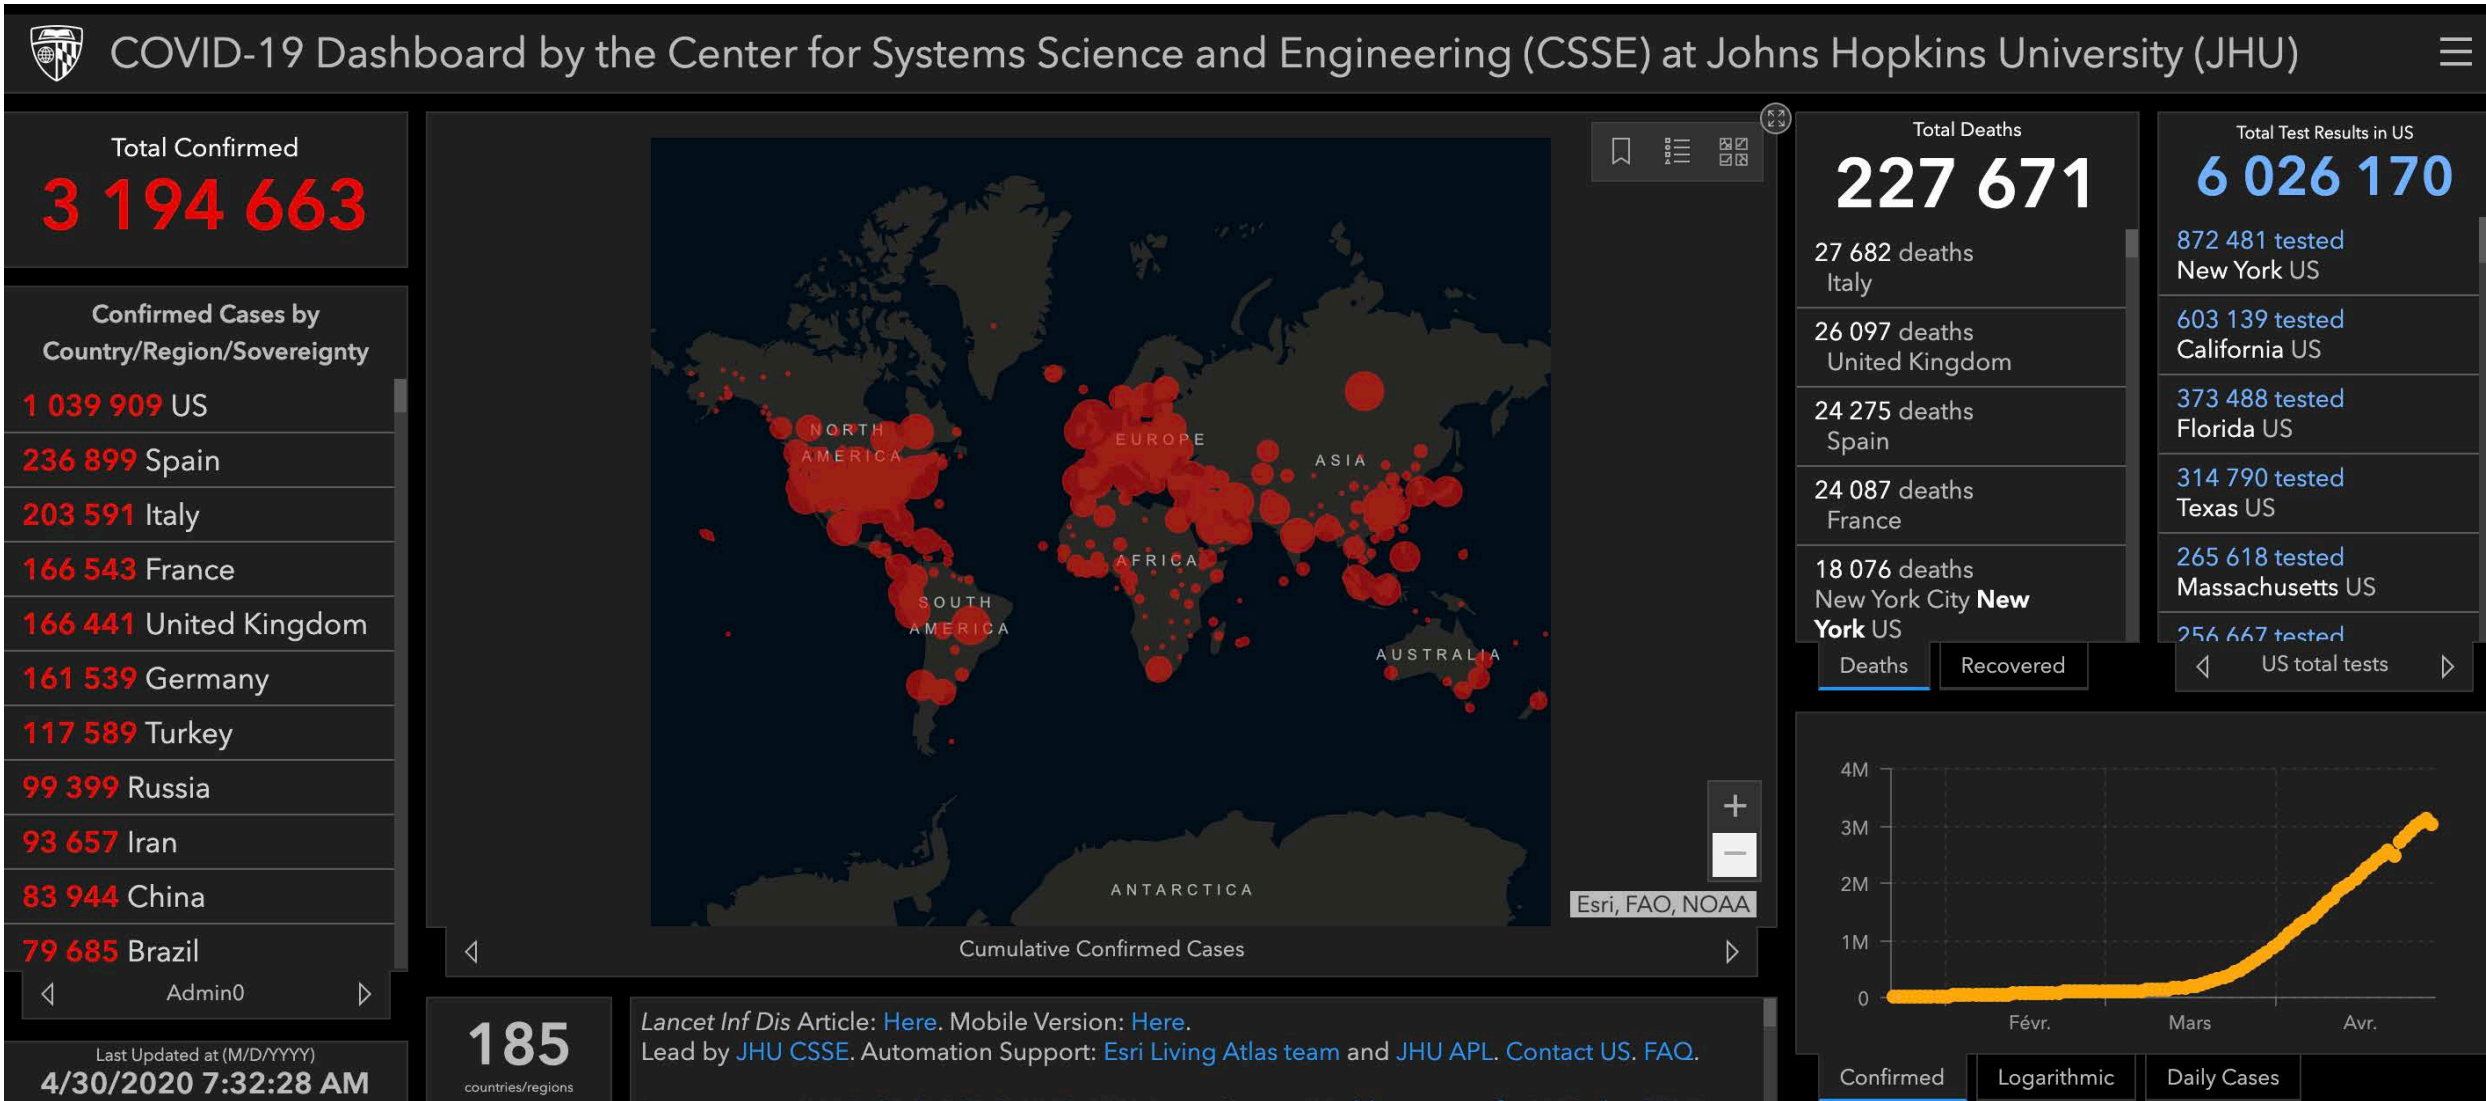 COVID-19 Dashboard by the Center for Systems Science and Engineering (CSSE) at Johns Hopkins University (JHU)
Total Confirmed
3 194 663
Confirmed Cases by
Country/Region/Sovereignty
1 039 909 US
236 899 Spain
203 591 Italy
166 543 France
166 441 United Kingdom
161 539 Germany
117 589 Turkey
99 399 Russia
93 657 Iran
83 944 China
79 685 Brazil
Admin0
Last Updated at (M/D/YYYY)
4/30/2020 7:32:28 AM
NORTH
AMERICA
EUROPE
ASIA
AFRICA
SOUTH
AMERICA
AUSTRALIA
ANTARCTICA
Esri, FAO, NOAA
Cumulative Confirmed Cases
185
countries/regions
Lancet Inf Dis Article: Here. Mobile Version: Here.
Lead by JHU CSSE. Automation Support: Esri Living Atlas team and JHU APL. Contact US. FAQ.
Total Deaths
227 671
27 682 deaths
Italy
26 097 deaths
United Kingdom
24 275 deaths
Spain
24 087 deaths
France
18 076 deaths
New York City New
York US
Deaths
Recovered
Total Test Results in US
6 026 170
872 481 tested
New York US
603 139 tested
California US
373 488 tested
Florida US
314 790 tested
Texas US
265 618 tested
Massachusetts US
256 667 tested
US total tests
4M
3M
2M
1M
0
Févr.
Mars
Avr.
Confirmed
Logarithmic
Daily Cases